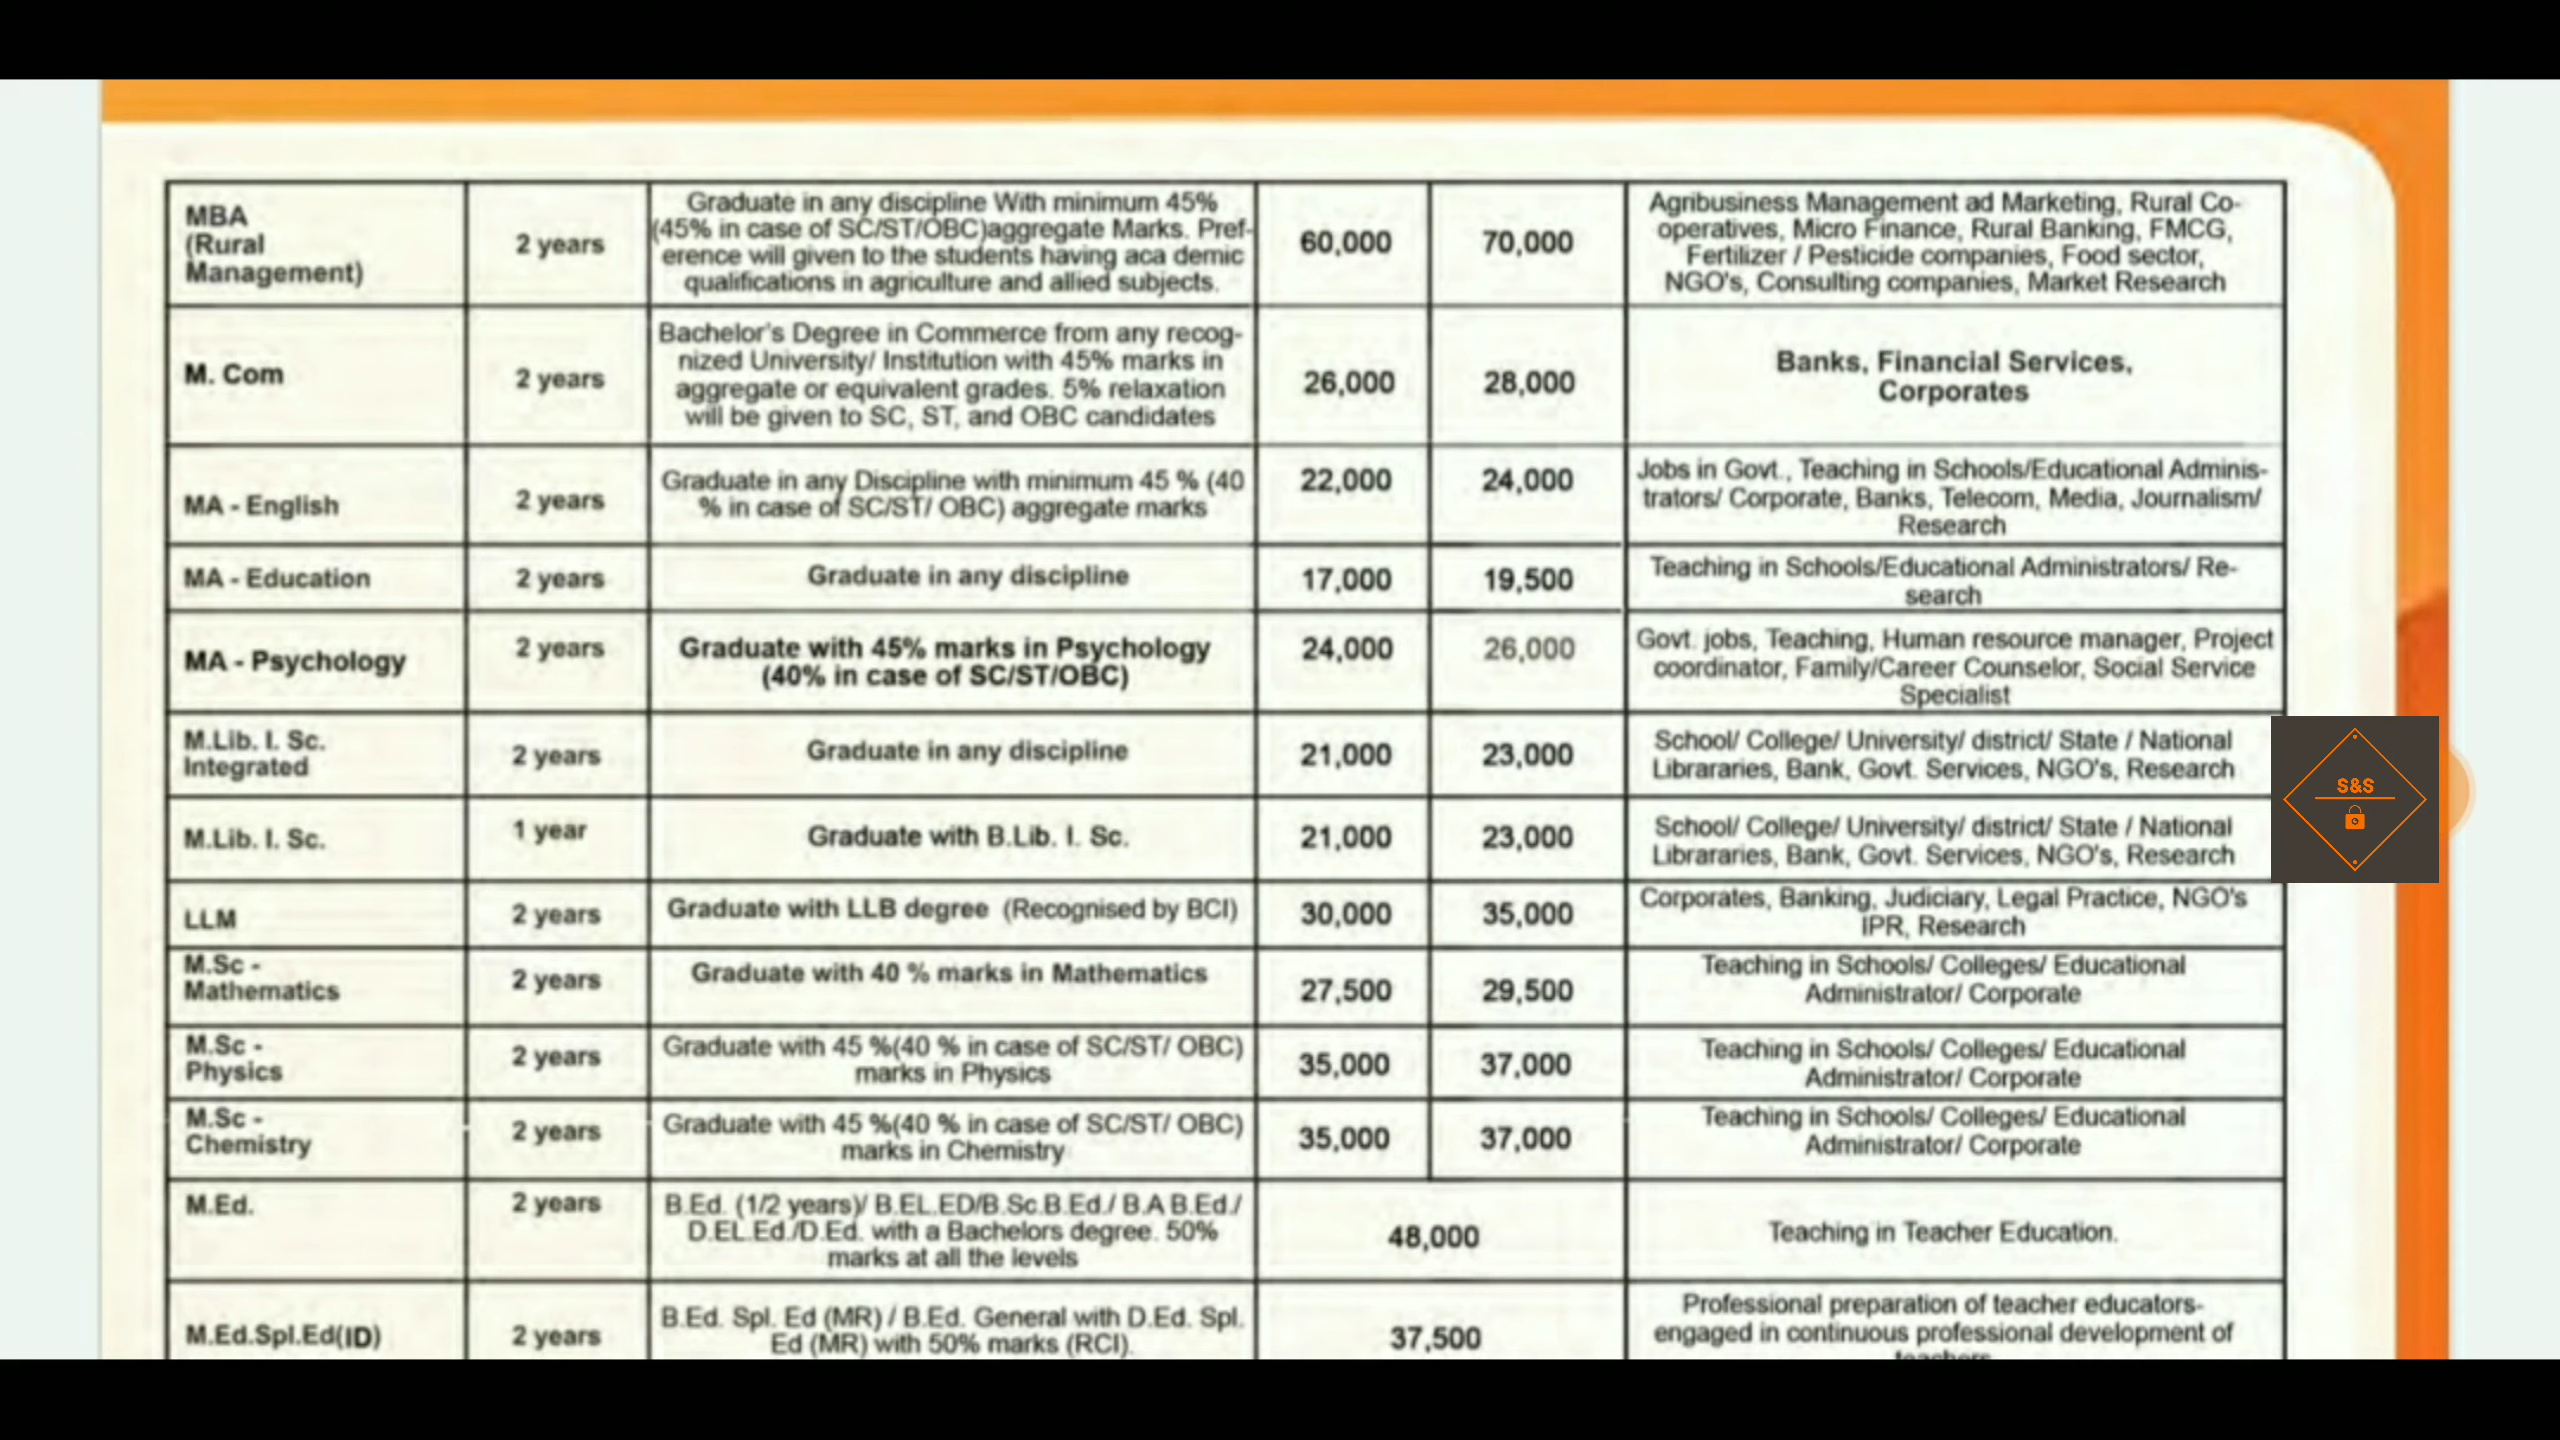 MBA
(Rural
Management)
2 years
Graduate in any discipline With minimum 45%
(45% in case of SC/ST/OBC)aggregate Marks. Pref-
erence will given to the students having aca demic
qualifications in agriculture and allied subjects.
60,000
70,000
Agribusiness Management ad Marketing, Rural Co-
operatives, Micro Finance, Rural Banking, FMCG,
Fertilizer / Pesticide companies, Food sector,
NGO's, Consulting companies, Market Research
M. Com
2 years
Bachelor's Degree in Commerce from any recog-
nized University/ Institution with 45% marks in
aggregate or equivalent grades. 5% relaxation
will be given to SC, ST, and OBC candidates
26,000
28,000
Banks, Financial Services,
Corporates
MA - English
2 years
Graduate in any Discipline with minimum 45 % (40
% in case of SC/ST/ OBC) aggregate marks
22,000
24,000
Jobs in Govt., Teaching in Schools/Educational Adminis-
trators/ Corporate, Banks, Telecom, Media, Journalism/
Research
MA - Education
2 years
Graduate in any discipline
17,000
19,500
Teaching in Schools/Educational Administrators/ Re-
search
MA - Psychology
2 years
Graduate with 45% marks in Psychology
(40% in case of SC/ST/OBC)
24,000
26,000
Govt. jobs, Teaching, Human resource manager, Project
coordinator, Family/Career Counselor, Social Service
Specialist
M.Lib. I. Sc.
Integrated
2 years
Graduate in any discipline
21,000
23,000
School/ College/ University/ district/ State / National
Librararies, Bank, Govt. Services, NGO's, Research
M.Lib. I. Sc.
1 year
Graduate with B.Lib. I. Sc.
21,000
23,000
School/ College/ University/ district/ State / National
Librararies, Bank, Govt. Services, NGO's, Research
LLM
2 years
Graduate with LLB degree (Recognised by BCI)
30,000
35,000
Corporates, Banking, Judiciary, Legal Practice, NGO's
IPR, Research
M.Sc -
Mathematics
2 years
Graduate with 40 % marks in Mathematics
27,500
29,500
Teaching in Schools/ Colleges/ Educational
Administrator/ Corporate
M.Sc -
Physics
2 years
Graduate with 45 %(40 % in case of SC/ST/ OBC)
marks in Physics
35,000
37,000
Teaching in Schools/ Colleges/ Educational
Administrator/ Corporate
M.Sc -
Chemistry
2 years
Graduate with 45 %(40 % in case of SC/ST/ OBC)
marks in Chemistry
35,000
37,000
Teaching in Schools/ Colleges/ Educational
Administrator/ Corporate
M.Ed.
2 years
B.Ed. (1/2 years)/ B.EL.ED/B.Sc.B.Ed./ B.A B.Ed./
D.EL.Ed./D.Ed. with a Bachelors degree. 50%
marks at all the levels
48,000
Teaching in Teacher Education.
M.Ed.Spl.Ed(ID)
2 years
B.Ed. Spl. Ed (MR) / B.Ed. General with D.Ed. Spl.
Ed (MR) with 50% marks (RCI).
37,500
Professional preparation of teacher educators-
engaged in continuous professional development of
S&S